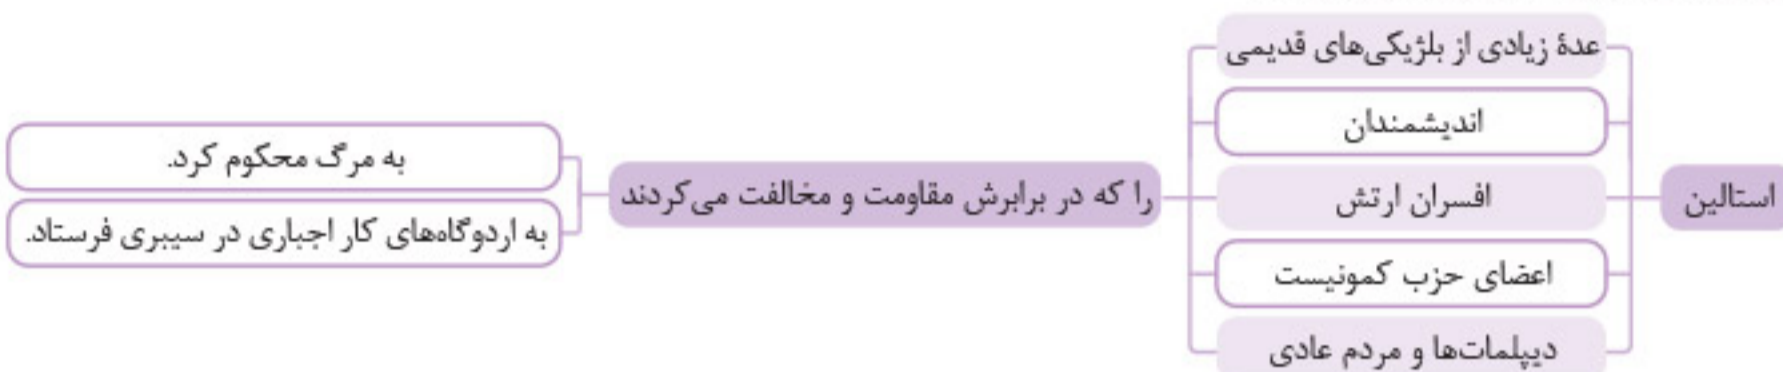 استالین
عدهٔ زیادی از بلژیکی‌های قدیمی
اندیشمندان
افسران ارتش
اعضای حزب کمونیست
دیپلمات‌ها و مردم عادی
را که در برابرش مقاومت و مخالفت می‌کردند
به مرگ محکوم کرد.
به اردوگاه‌های کار اجباری در سیبری فرستاد.